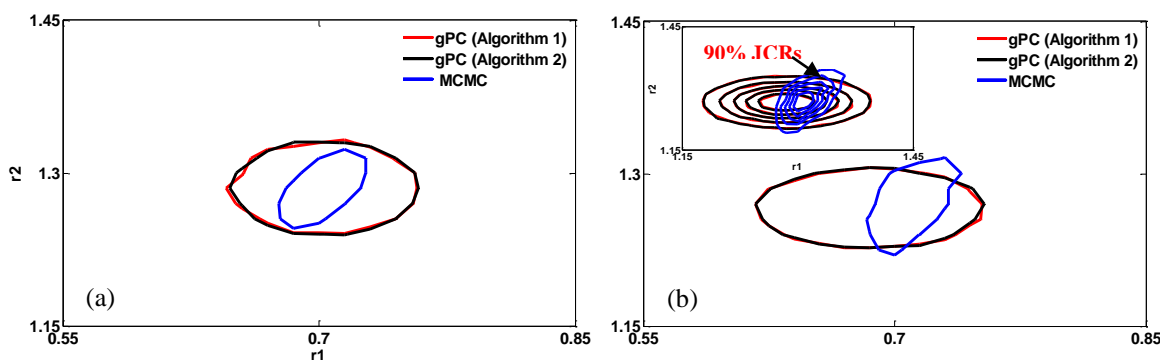 1.45
gPC (Algorithm 1)
gPC (Algorithm 2)
MCMC
r2
1.3
1.15
0.55
0.7
0.85
r1
(a)
1.45
gPC (Algorithm 1)
gPC (Algorithm 2)
MCMC
1.45
90% JCRs
r2
1.15
1.15
1.45
r1
1.3
1.15
0.55
0.7
0.85
(b)